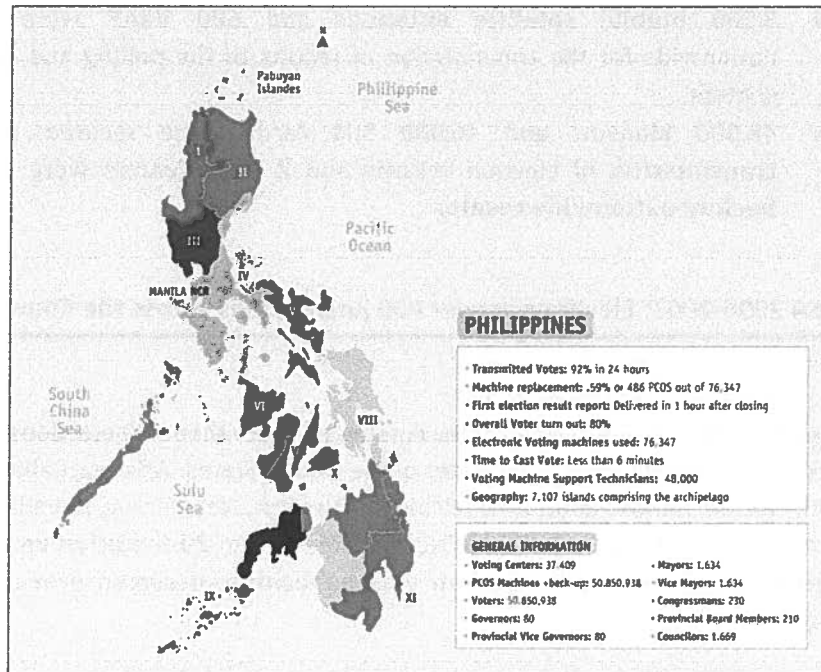 N
Pabuyan
Islandes
Philippine
Sea
I
II
Pacific
Ocean
III
IV
MANILA NCR
PHILIPPINES
• Transmitted Votes: 92% in 24 hours
• Machine replacement: .59% or 486 PCOS out of 76,347
• First election result report: Delivered in 1 hour after closing
• Overall Voter turn out: 80%
• Electronic Voting machines used: 76,347
• Time to Cast Vote: Less than 6 minutes
• Voting Machine Support Technicians: 48,000
• Geography: 7,107 islands comprising the archipelago
South
China
Sea
VI
VIII
V
X
Sulu
Sea
IX
XI
GENERAL INFORMATION
• Voting Centers: 37.409
• PCOS Machines +back-up: 50.850.938
• Voters: 50.850,938
• Governors: 80
• Provincial Vice Governors: 80
• Mayors: 1.634
• Vice Mayors: 1.634
• Congressmans: 230
• Provincial Board Members: 210
• Councilors: 1.669